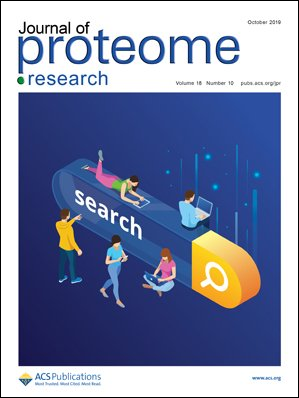 October 2019
Journal of
proteome
research
Volume 18 Number 10 pubs.acs.org/jpr
search
ACS Publications
Most Trusted. Most Cited. Most Read.
www.acs.org